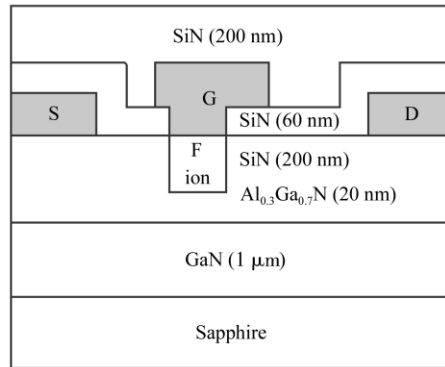 SiN (200 nm)
S
G
D
SiN (60 nm)
F
ion
SiN (200 nm)
Al₀.₃Ga₀.₇N (20 nm)
GaN (1 μm)
Sapphire